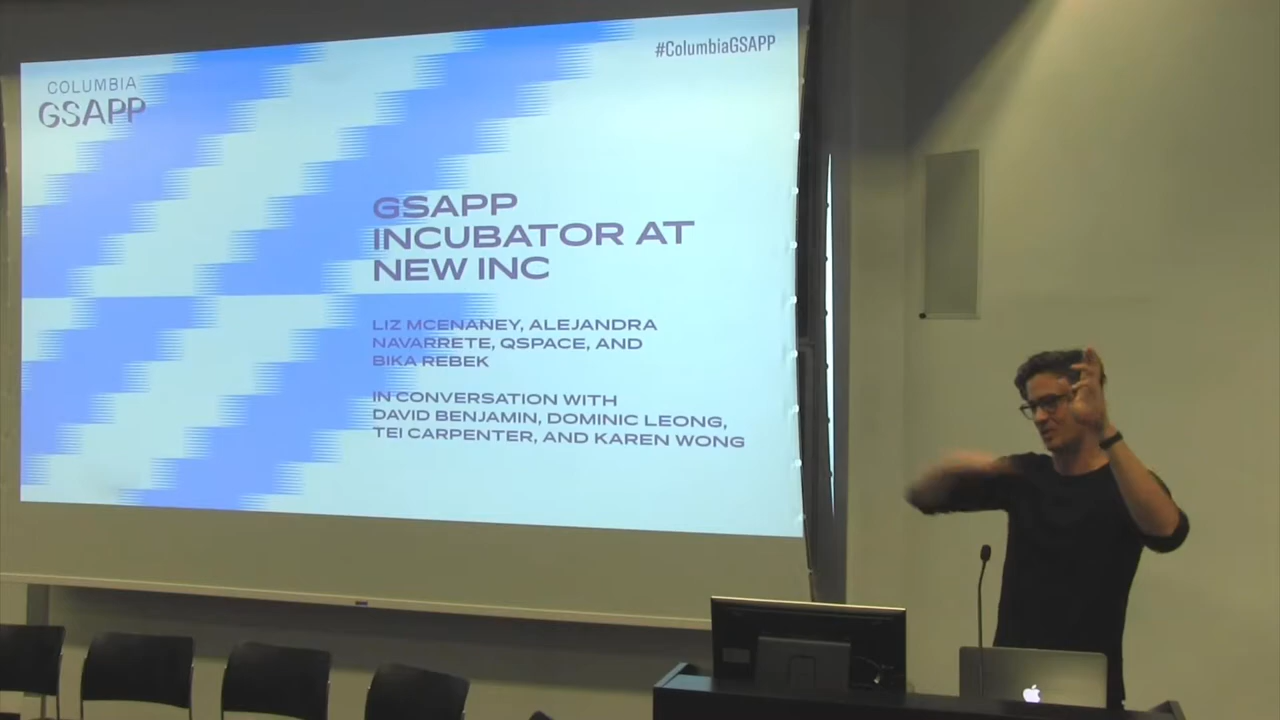 #ColumbiaGSAPP
COLUMBIA
GSAPP
GSAPP
INCUBATOR AT
NEW INC
LIZ MCENANEY, ALEJANDRA
NAVARRETE, QSPACE, AND
BIKA REBEK
IN CONVERSATION WITH
DAVID BENJAMIN, DOMINIC LEONG,
TEI CARPENTER, AND KAREN WONG